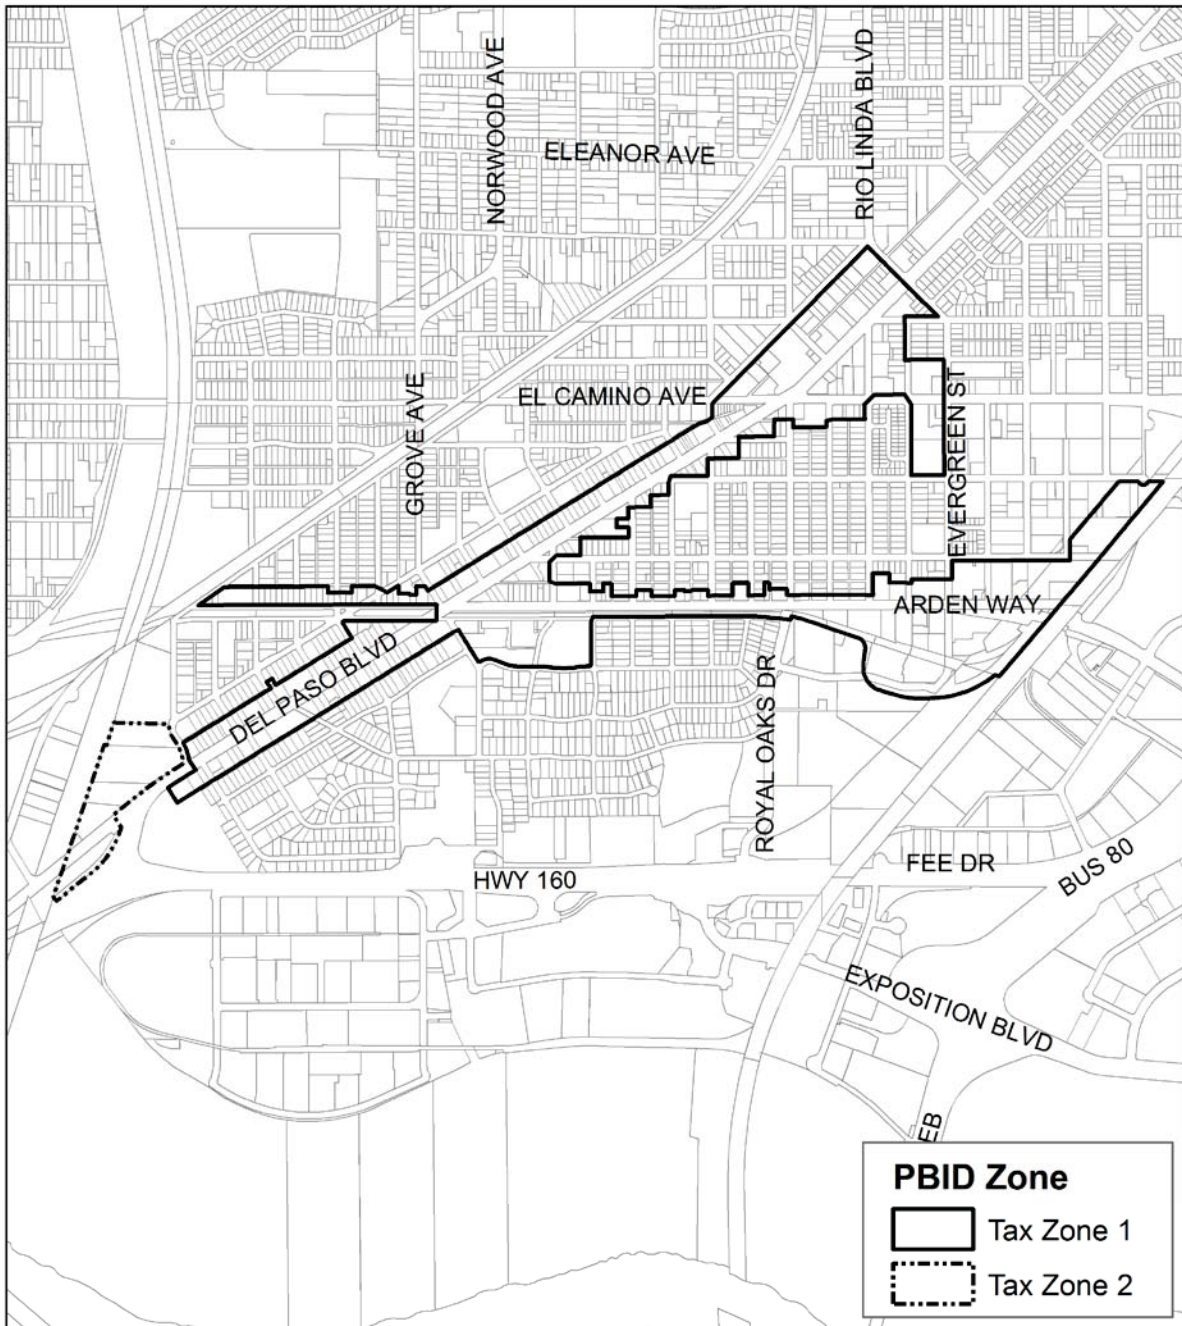 NORWOOD AVE
RIO LINDA BLVD
ELEANOR AVE
EL CAMINO AVE
GROVE AVE
EVERGREEN ST
ARDEN WAY
DEL PASO BLVD
ROYAL OAKS DR
HWY 160
FEE DR
BUS 80
EXPOSITION BLVD
EB
PBID Zone
Tax Zone 1
Tax Zone 2